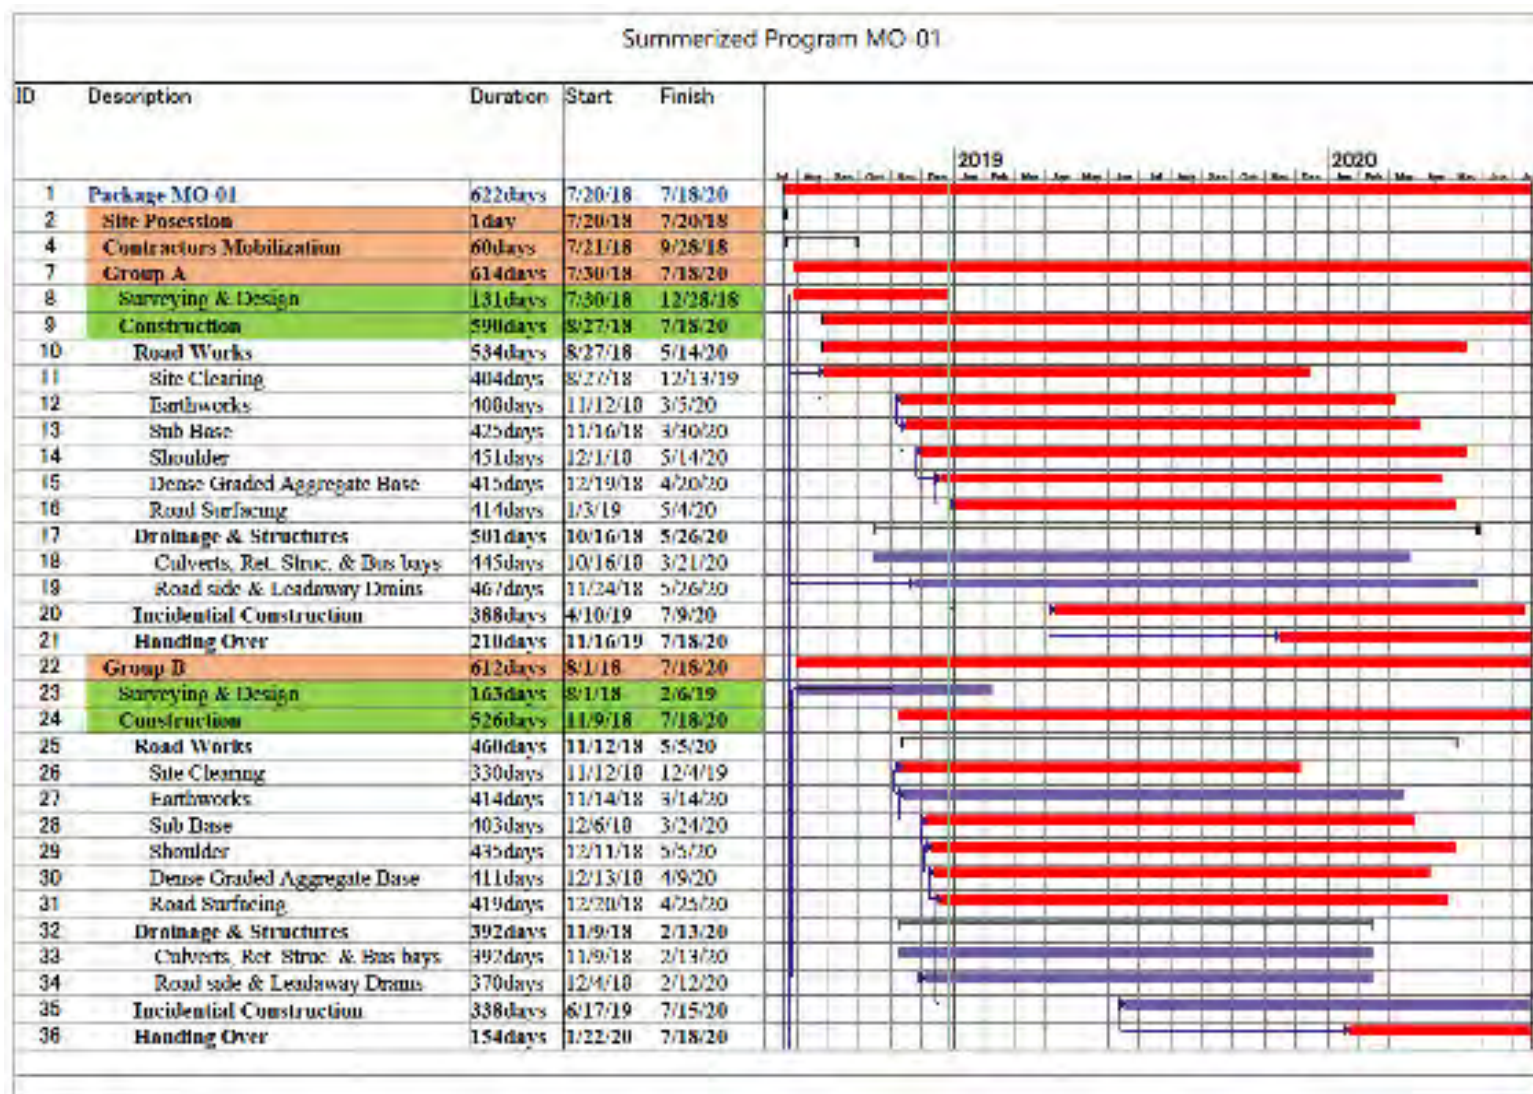 Summerized Program MO-01
ID Description Duration Start Finish
2019 2020
1 Package MO-01 622days 7/20/18 7/18/20
2 Site Posession 1day 7/20/18 7/20/18
4 Contractors Mobilization 60days 7/21/18 9/28/18
7 Group A 614days 7/30/18 7/18/20
8 Surveying & Design 131days 7/30/18 12/28/18
9 Construction 590days 8/27/18 7/18/20
10 Road Works 534days 8/27/18 5/14/20
11 Site Clearing 404days 8/27/18 12/13/19
12 Earthworks 408days 11/12/18 3/5/20
13 Sub Base 425days 11/16/18 3/30/20
14 Shoulder 451days 12/1/18 5/14/20
15 Dense Graded Aggregate Base 415days 12/19/18 4/20/20
16 Road Surfacing 414days 1/3/19 5/4/20
17 Drainage & Structures 501days 10/16/18 5/26/20
18 Culverts, Ret. Struc. & Bus bays 445days 10/16/18 3/21/20
19 Road side & Leadaway Drains 467days 11/24/18 5/26/20
20 Incidential Construction 388days 4/10/19 7/9/20
21 Handing Over 210days 11/16/19 7/18/20
22 Group B 612days 8/1/18 7/18/20
23 Surveying & Design 163days 8/1/18 2/6/19
24 Construction 526days 11/9/18 7/18/20
25 Road Works 460days 11/12/18 5/5/20
26 Site Clearing 330days 11/12/18 12/4/19
27 Earthworks 414days 11/14/18 3/14/20
28 Sub Base 403days 12/6/18 3/24/20
29 Shoulder 435days 12/11/18 5/5/20
30 Dense Graded Aggregate Base 411days 12/13/18 4/9/20
31 Road Surfacing 419days 12/20/18 4/25/20
32 Drainage & Structures 392days 11/9/18 2/13/20
33 Culverts, Ret. Struc. & Bus bays 392days 11/9/18 2/13/20
34 Road side & Leadaway Drains 370days 12/4/18 2/12/20
35 Incidential Construction 338days 6/17/19 7/15/20
36 Handing Over 154days 1/22/20 7/18/20